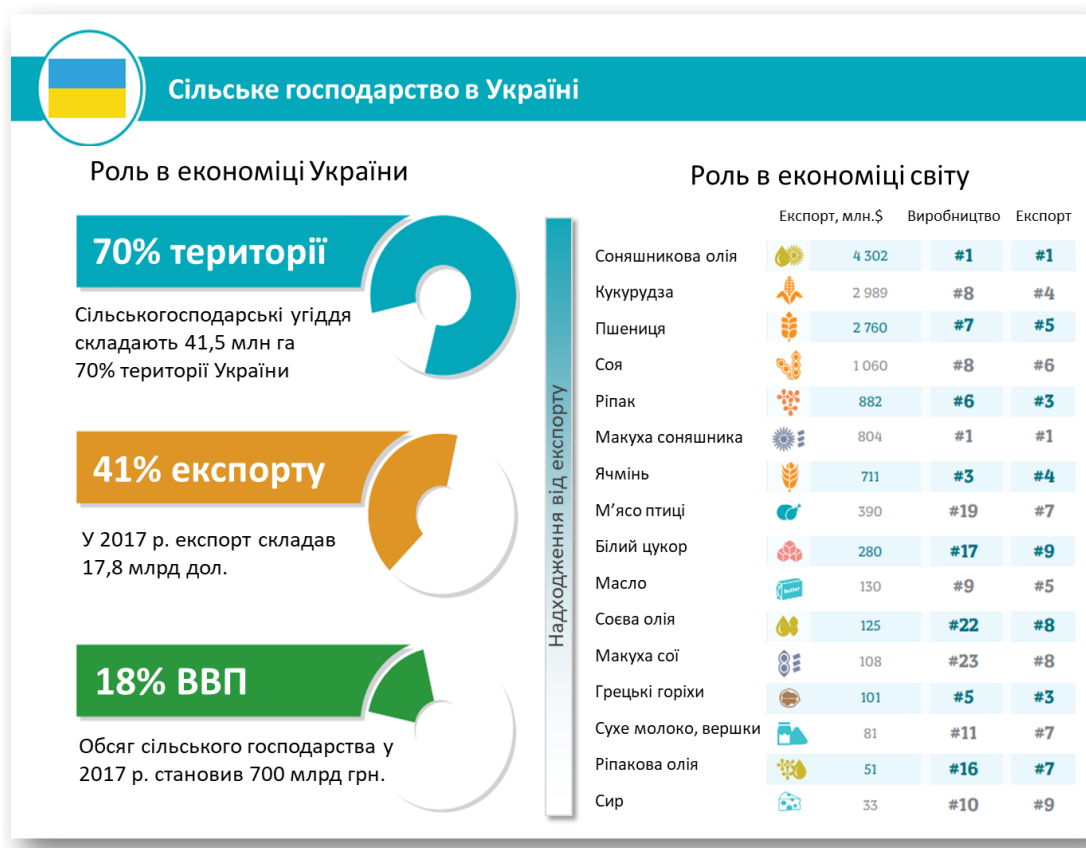 Сільське господарство в Україні
Роль в економіці України
70% території
Сільськогосподарські угіддя
складають 41,5 млн га
70% території України
41% експорту
У 2017 р. експорт складав
17,8 млрд дол.
18% ВВП
Обсяг сільського господарства у
2017 р. становив 700 млрд грн.
Надходження від експорту
Роль в економіці світу
Експорт, млн.$ Виробництво Експорт
Соняшникова олія 4 302 #1 #1
Кукурудза 2 989 #8 #4
Пшениця 2 760 #7 #5
Соя 1 060 #8 #6
Ріпак 882 #6 #3
Макуха соняшника 804 #1 #1
Ячмінь 711 #3 #4
М’ясо птиці 390 #19 #7
Білий цукор 280 #17 #9
Масло Butter 130 #9 #5
Соєва олія 125 #22 #8
Макуха сої 108 #23 #8
Грецькі горіхи 101 #5 #3
Сухе молоко, вершки 81 #11 #7
Ріпакова олія 51 #16 #7
Сир 33 #10 #9